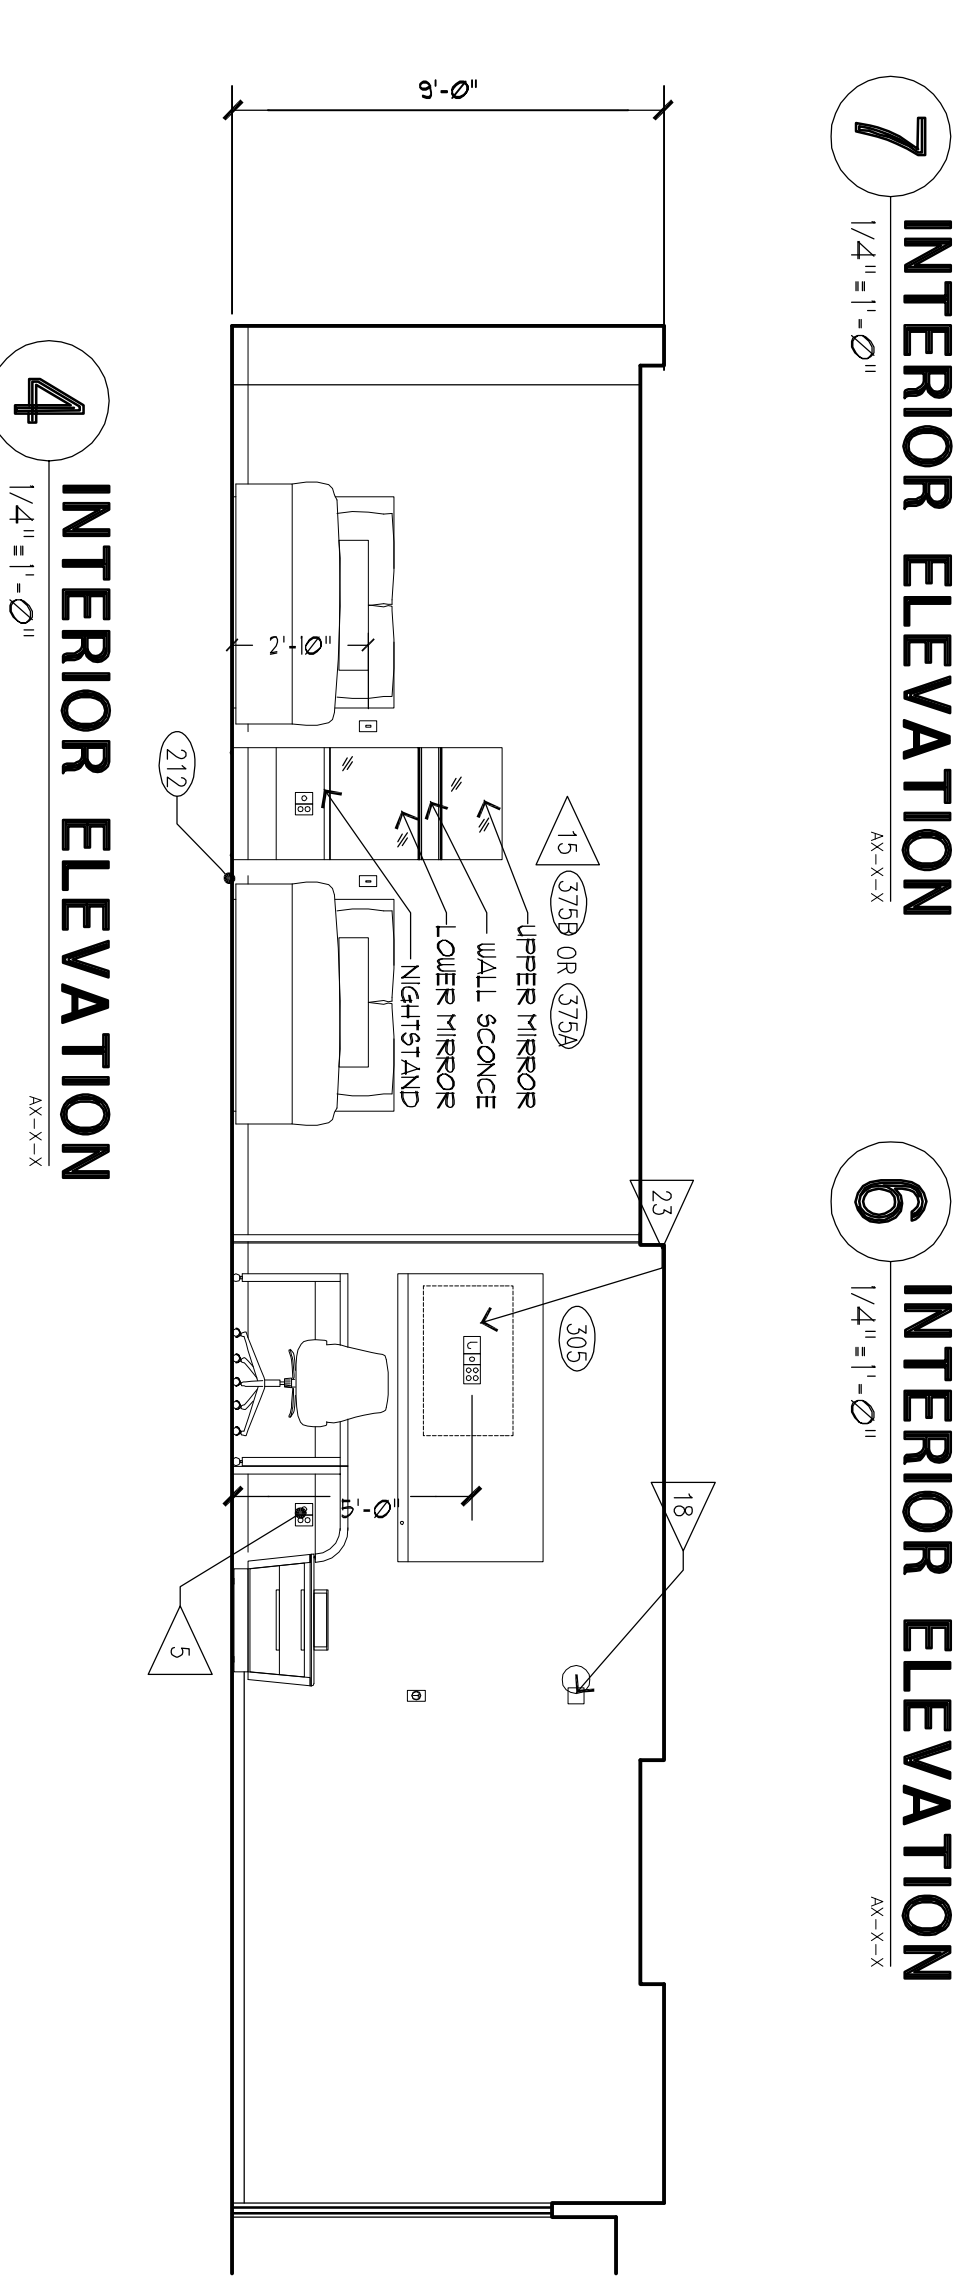 7
INTERIOR ELEVATION
1/4"=1'-0"
AX-X-X
6
INTERIOR ELEVATION
1/4"=1'-0"
AX-X-X
9'-0"
23
18
15
375B OR 375A
305
UPPER MIRROR
WALL SCONCE
LOWER MIRROR
NIGHTSTAND
2'-10"
5'-0"
212
5
4
INTERIOR ELEVATION
1/4"=1'-0"
AX-X-X